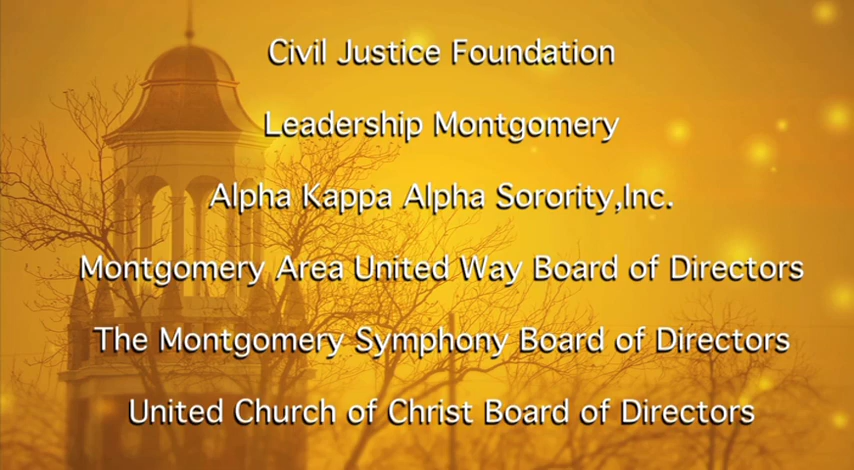 Civil Justice Foundation
Leadership Montgomery
Alpha Kappa Alpha Sorority,Inc.
Montgomery Area United Way Board of Directors
The Montgomery Symphony Board of Directors
United Church of Christ Board of Directors